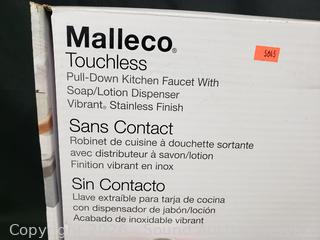 Malleco®
5665
Touchless
Pull-Down Kitchen Faucet With
Soap/Lotion Dispenser
Vibrant® Stainless Finish
Sans Contact
Robinet de cuisine à douchette sortante
avec distributeur à savon/lotion
Finition vibrant en inox
Sin Contacto
Llave extraíble para tarja de cocina
con dispensador de jabón/loción
Acabado de inoxidable vibrant